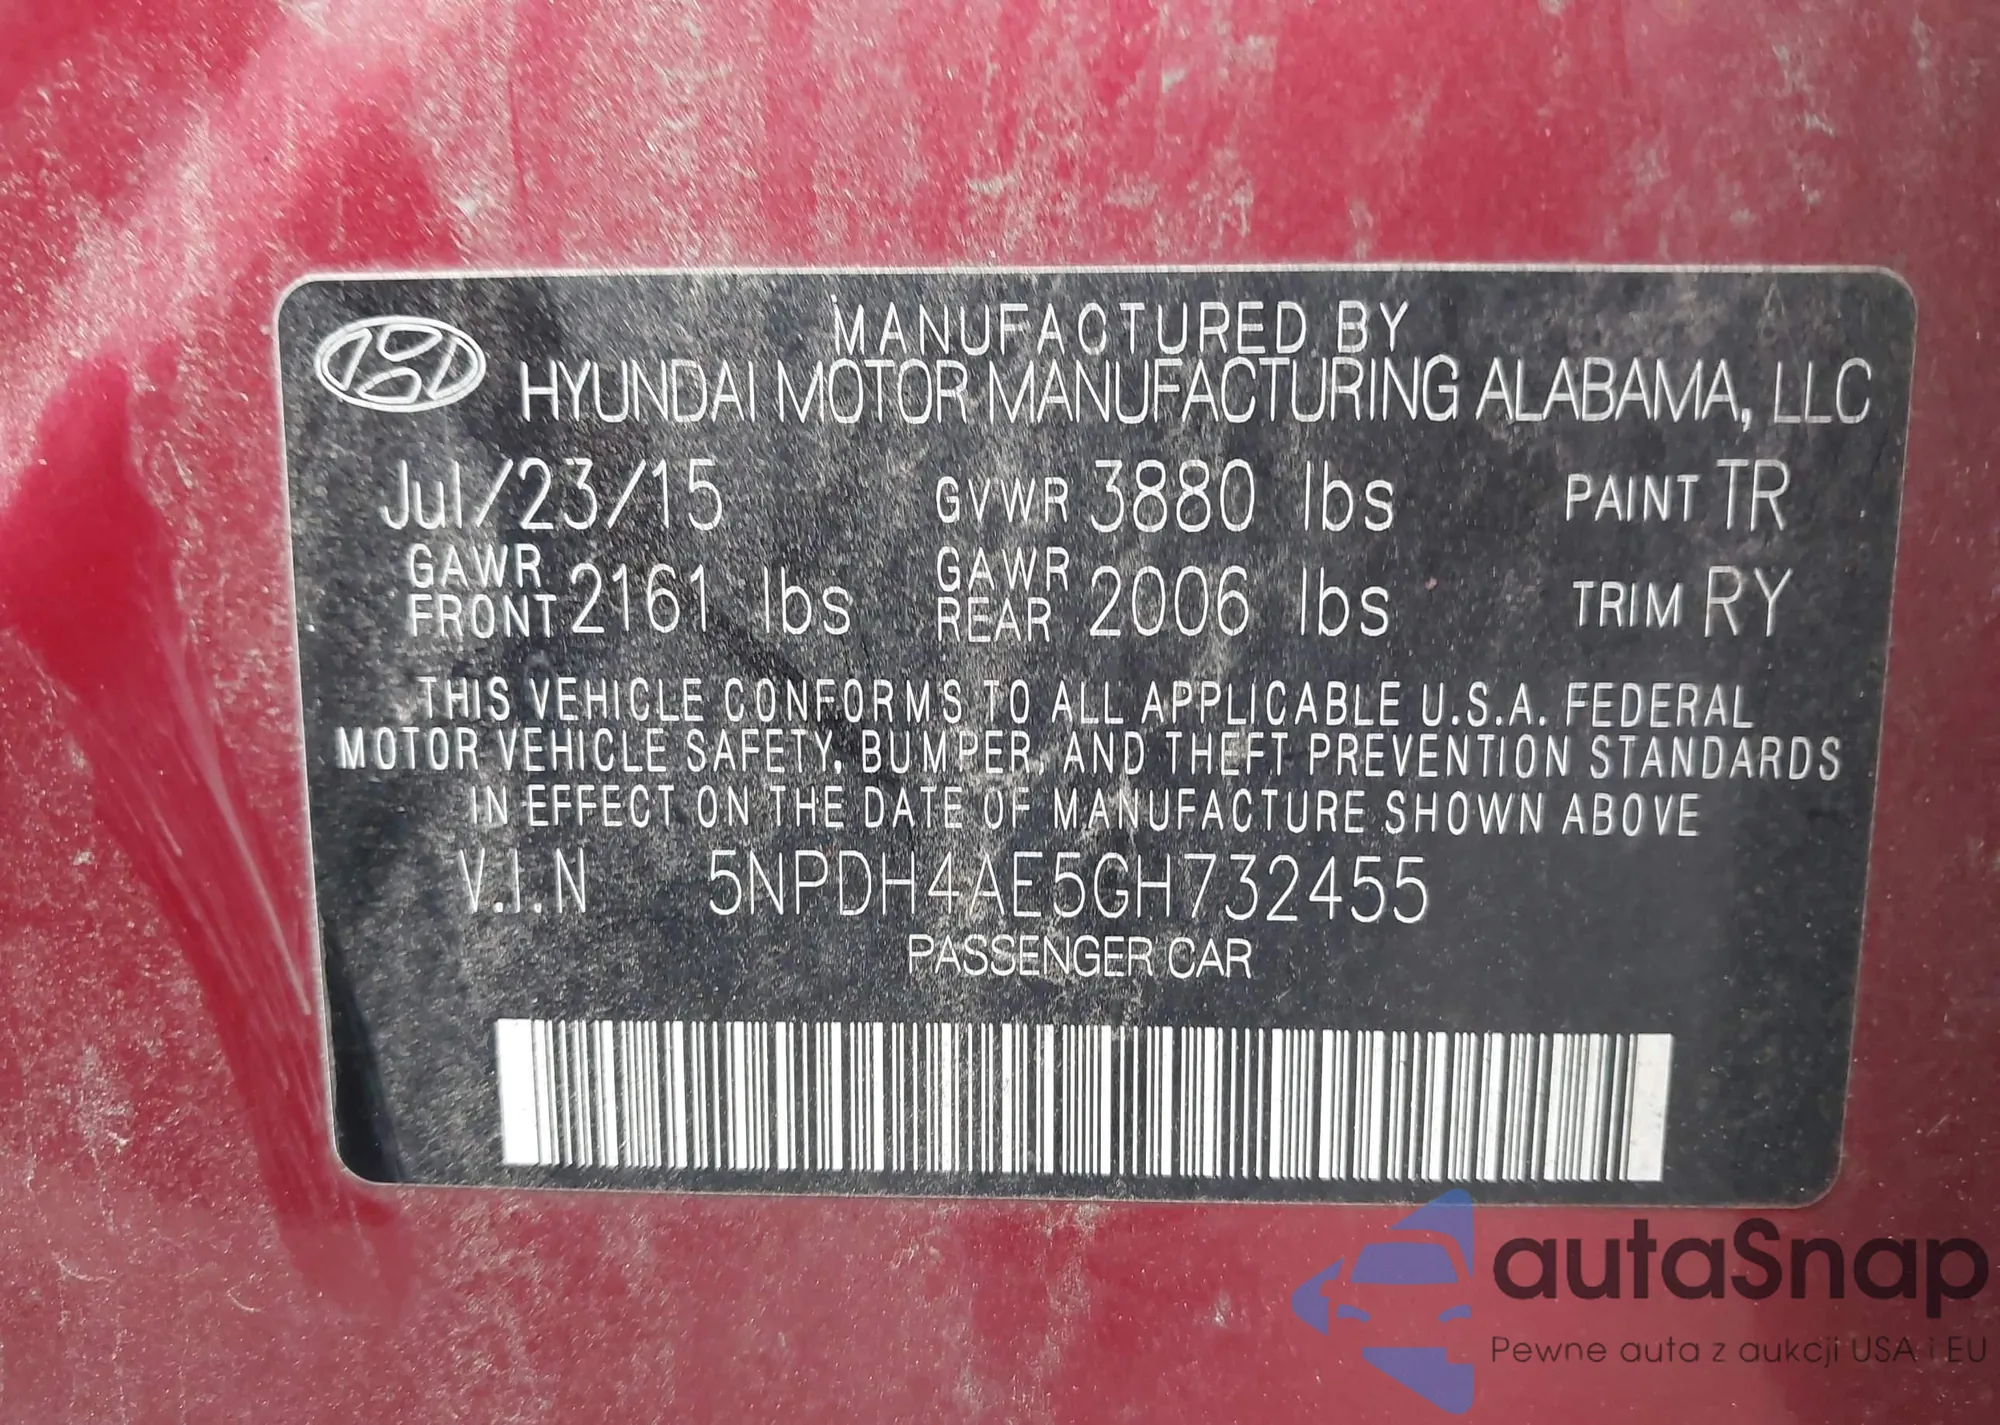 MANUFACTURED BY
HYUNDAI MOTOR MANUFACTURING ALABAMA, LLC
Jul/23/15 GVWR 3880 lbs PAINT TR
GAWR FRONT 2161 lbs GAWR REAR 2006 lbs TRIM RY
THIS VEHICLE CONFORMS TO ALL APPLICABLE U.S.A. FEDERAL
MOTOR VEHICLE SAFETY, BUMPER, AND THEFT PREVENTION STANDARDS
IN EFFECT ON THE DATE OF MANUFACTURE SHOWN ABOVE
V.I.N 5NPDH4AE5GH732455
PASSENGER CAR
autaSnap
Pewne auta z aukcji USA i EU